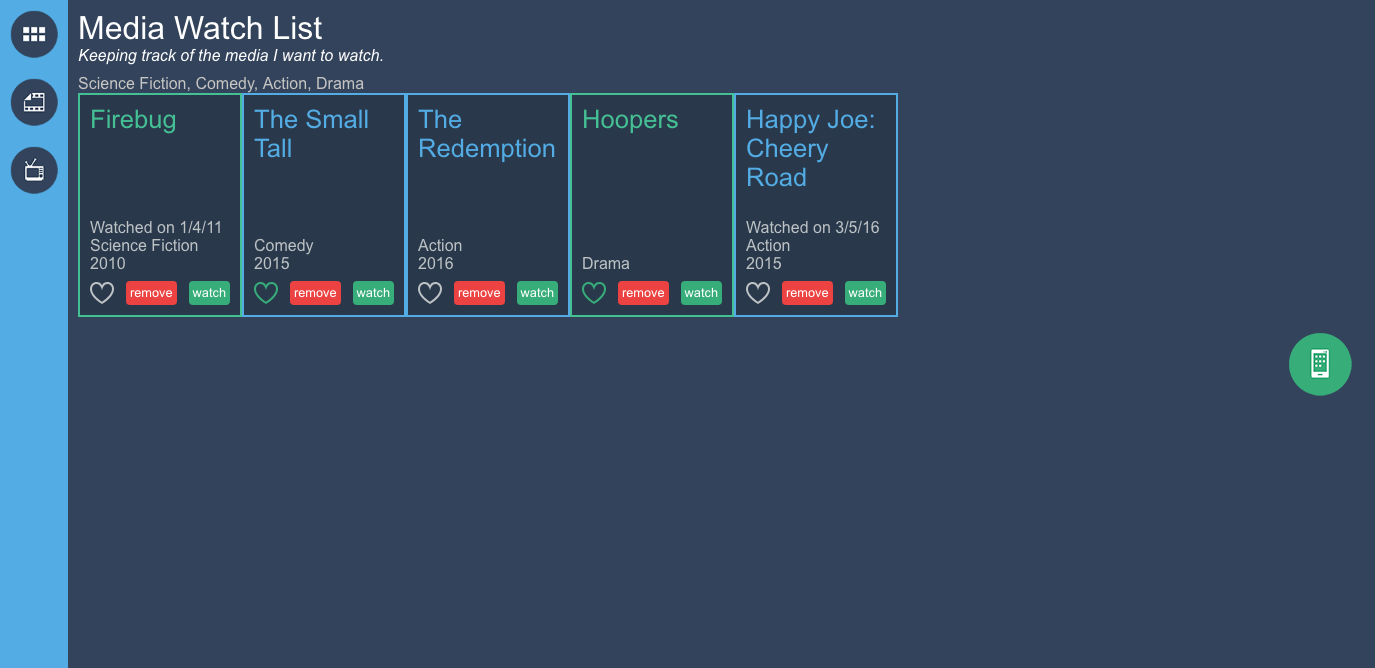 Media Watch List
Keeping track of the media I want to watch.
Science Fiction, Comedy, Action, Drama
Firebug
Watched on 1/4/11
Science Fiction
2010
remove
watch
The Small
Tall
Comedy
2015
remove
watch
The
Redemption
Action
2016
remove
watch
Hoopers
Drama
remove
watch
Happy Joe:
Cheery
Road
Watched on 3/5/16
Action
2015
remove
watch